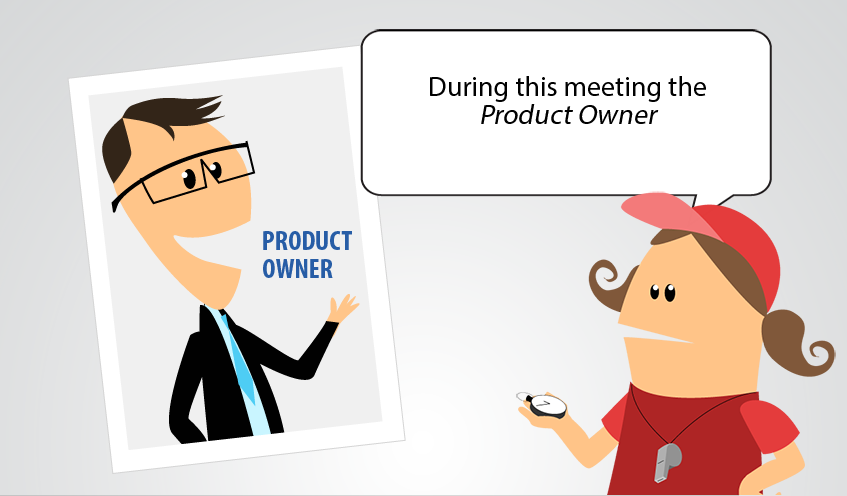 During this meeting the
Product Owner
PRODUCT
OWNER